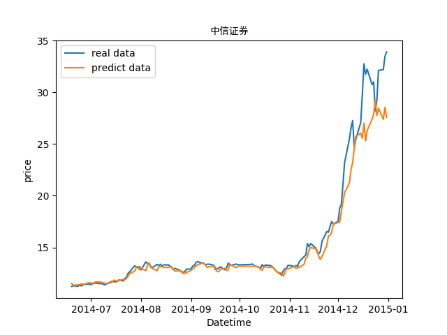 中信证券
35
real data
predict data
30
25
20
15
price
2014-07 2014-08 2014-09 2014-10 2014-11 2014-12 2015-01
Datetime